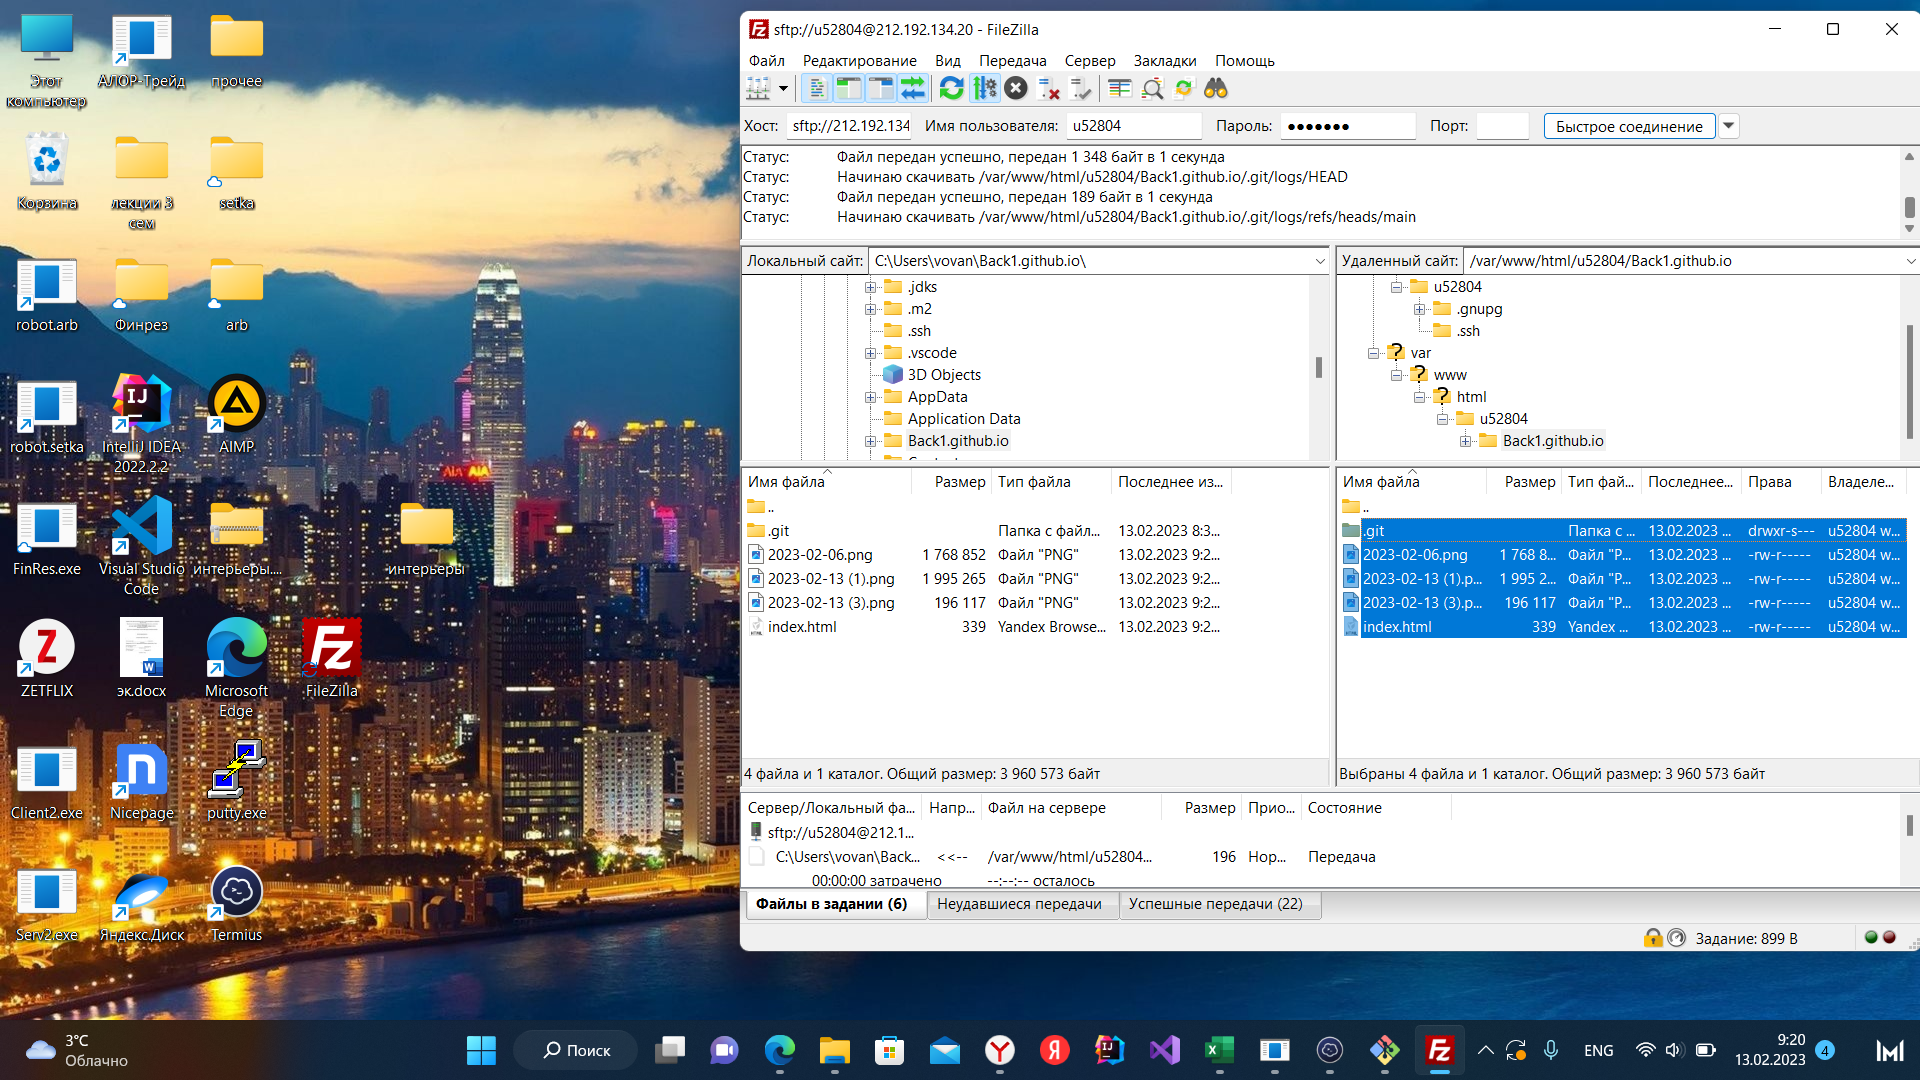 Этот компьютер
АЛОР-Трейд
прочее
Корзина
лекции 3 сем
setka
robot.arb
Финрез
arb
robot.setka
IntelliJ IDEA 2022.2.2
AIMP
FinRes.exe
Visual Studio Code
интерьеры....
интерьеры
ZETFLIX
эк.docx
Microsoft Edge
FileZilla
Client2.exe
Nicepage
putty.exe
Serv2.exe
Яндекс.Диск
Termius
AIA AIA
sftp://u52804@212.192.134.20 - FileZilla
Файл Редактирование Вид Передача Сервер Закладки Помощь
Хост: sftp://212.192.134 Имя пользователя: u52804 Пароль: ●●●●●●● Порт: Быстрое соединение
Статус: Файл передан успешно, передан 1 348 байт в 1 секунда
Статус: Начинаю скачивать /var/www/html/u52804/Back1.github.io/.git/logs/HEAD
Статус: Файл передан успешно, передан 189 байт в 1 секунда
Статус: Начинаю скачивать /var/www/html/u52804/Back1.github.io/.git/logs/refs/heads/main
Локальный сайт: C:\Users\vovan\Back1.github.io\
.jdks
.m2
.ssh
.vscode
3D Objects
AppData
Application Data
Back1.github.io
Удаленный сайт: /var/www/html/u52804/Back1.github.io
u52804
.gnupg
.ssh
var
www
html
u52804
Back1.github.io
Имя файла Размер Тип файла Последнее из...
..
.git Папка с файл... 13.02.2023 8:3...
2023-02-06.png 1 768 852 Файл "PNG" 13.02.2023 9:2...
2023-02-13 (1).png 1 995 265 Файл "PNG" 13.02.2023 9:2...
2023-02-13 (3).png 196 117 Файл "PNG" 13.02.2023 9:2...
index.html 339 Yandex Browse... 13.02.2023 9:2...
4 файла и 1 каталог. Общий размер: 3 960 573 байт
Имя файла Размер Тип фай... Последнее... Права Владеле...
..
.git Папка с ... 13.02.2023 ... drwxr-s--- u52804 w...
2023-02-06.png 1 768 8... Файл "P... 13.02.2023 ... -rw-r----- u52804 w...
2023-02-13 (1).p... 1 995 2... Файл "P... 13.02.2023 ... -rw-r----- u52804 w...
2023-02-13 (3).p... 196 117 Файл "P... 13.02.2023 ... -rw-r----- u52804 w...
index.html 339 Yandex ... 13.02.2023 ... -rw-r----- u52804 w...
Выбраны 4 файла и 1 каталог. Общий размер: 3 960 573 байт
Сервер/Локальный фа... Напр... Файл на сервере Размер Прио... Состояние
sftp://u52804@212.1...
C:\Users\vovan\Back... <<-- /var/www/html/u52804... 196 Нор... Передача
00:00:00 затрачено --:--:-- осталось
Файлы в задании (6) Неудавшиеся передачи Успешные передачи (22)
Задание: 899 B
3°C
Облачно
Поиск
ENG
9:20
13.02.2023
4